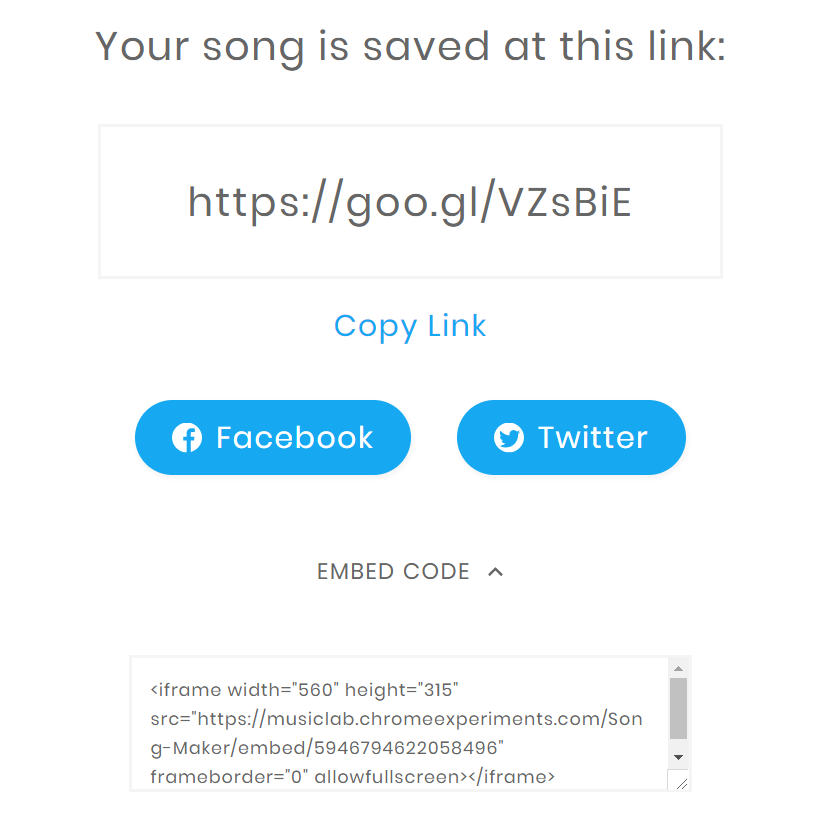 Your song is saved at this link:
https://goo.gl/VZsBiE
Copy Link
Facebook
Twitter
EMBED CODE
<iframe width="560" height="315"
src="https://musiclab.chromeexperiments.com/Son
g-Maker/embed/5946794622058496"
frameborder="0" allowfullscreen></iframe>